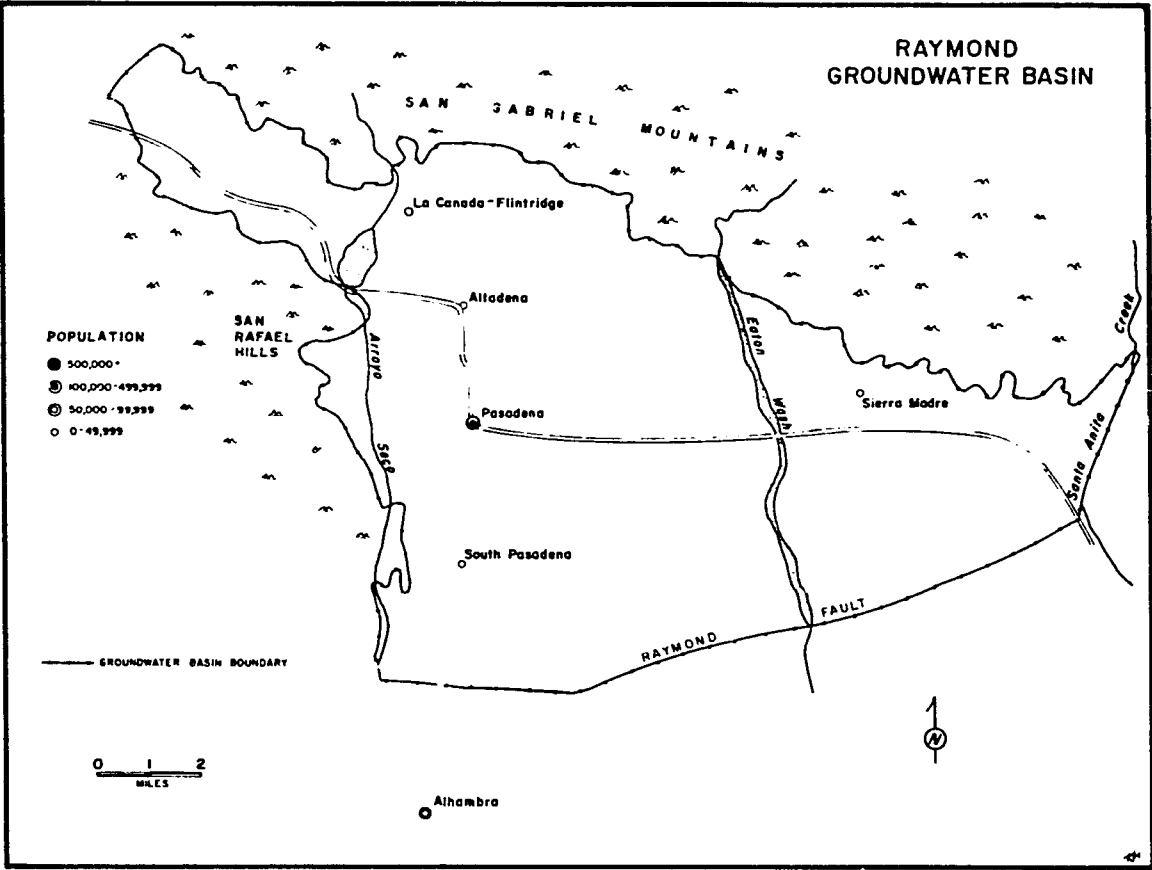 RAYMOND
GROUNDWATER BASIN
SAN GABRIEL MOUNTAINS
La Canada-Flintridge
Altadena
SAN
RAFAEL
HILLS
POPULATION
500,000+
100,000-499,999
50,000-99,999
0-49,999
Arroyo
Seco
Eaton
Wash
Creek
Santa Anita
Sierra Madre
Pasadena
South Pasadena
RAYMOND FAULT
GROUNDWATER BASIN BOUNDARY
N
0 1 2
MILES
Alhambra